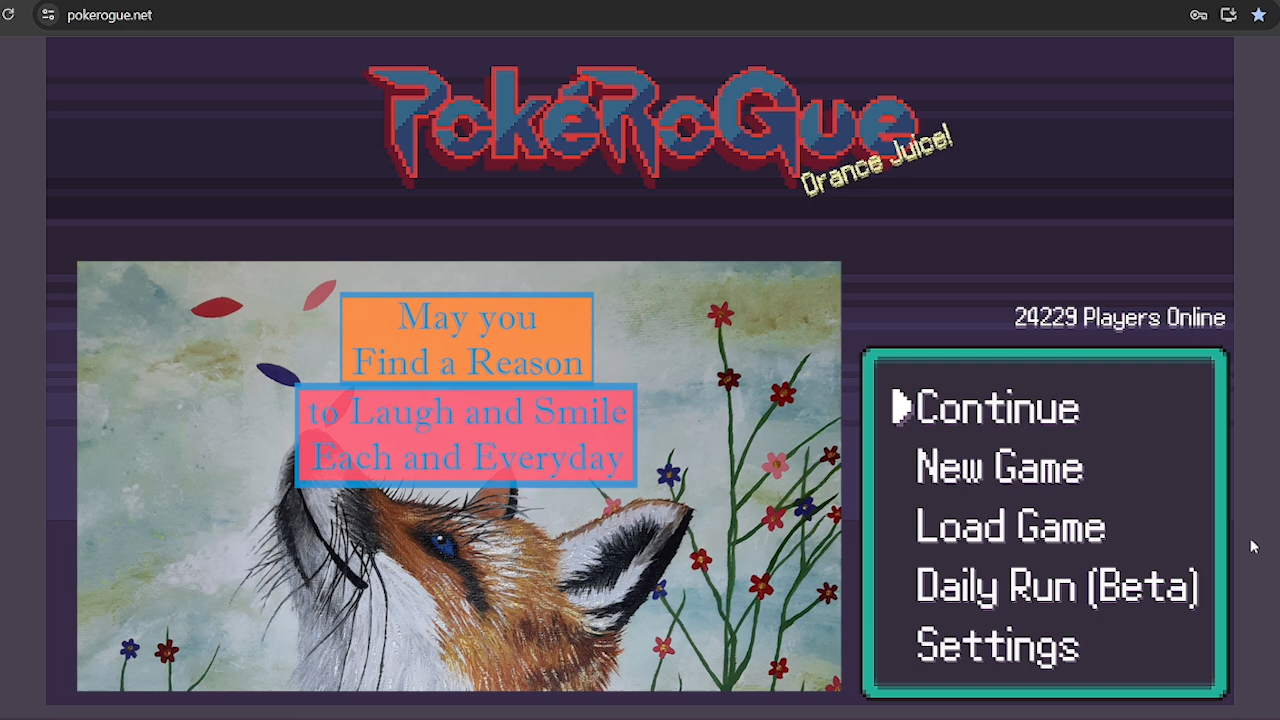 pokerogue.net
PokéRoGue
Orance Juice!
May you
Find a Reason
to Laugh and Smile
Each and Everyday
24229 Players Online
Continue
New Game
Load Game
Daily Run (Beta)
Settings